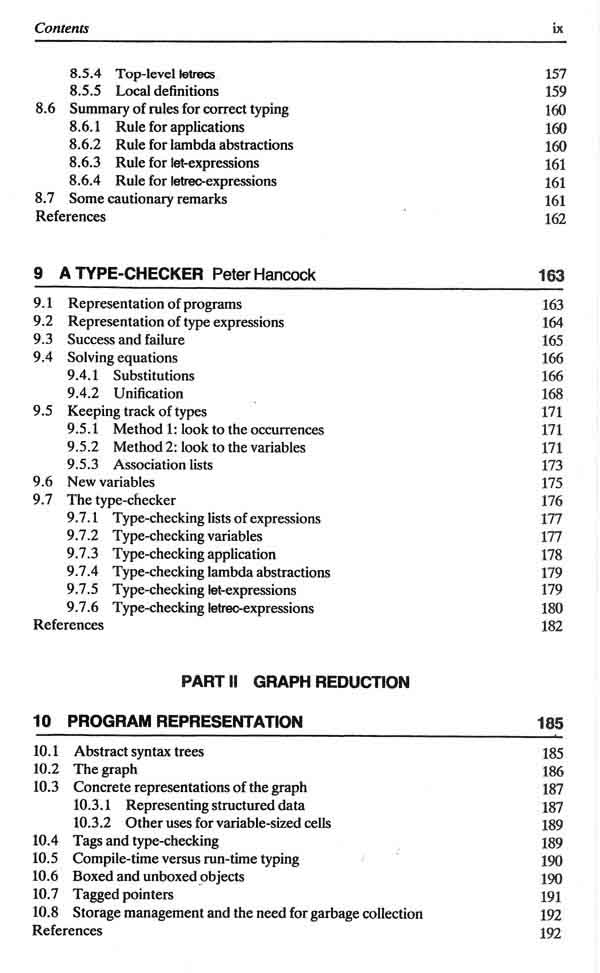 Contents ix
8.5.4 Top-level letrecs 157
8.5.5 Local definitions 159
8.6 Summary of rules for correct typing 160
8.6.1 Rule for applications 160
8.6.2 Rule for lambda abstractions 160
8.6.3 Rule for let-expressions 161
8.6.4 Rule for letrec-expressions 161
8.7 Some cautionary remarks 161
References 162
9 A TYPE-CHECKER Peter Hancock 163
9.1 Representation of programs 163
9.2 Representation of type expressions 164
9.3 Success and failure 165
9.4 Solving equations 166
9.4.1 Substitutions 166
9.4.2 Unification 168
9.5 Keeping track of types 171
9.5.1 Method 1: look to the occurrences 171
9.5.2 Method 2: look to the variables 171
9.5.3 Association lists 173
9.6 New variables 175
9.7 The type-checker 176
9.7.1 Type-checking lists of expressions 177
9.7.2 Type-checking variables 177
9.7.3 Type-checking application 178
9.7.4 Type-checking lambda abstractions 179
9.7.5 Type-checking let-expressions 179
9.7.6 Type-checking letrec-expressions 180
References 182
PART II GRAPH REDUCTION
10 PROGRAM REPRESENTATION 185
10.1 Abstract syntax trees 185
10.2 The graph 186
10.3 Concrete representations of the graph 187
10.3.1 Representing structured data 187
10.3.2 Other uses for variable-sized cells 189
10.4 Tags and type-checking 189
10.5 Compile-time versus run-time typing 190
10.6 Boxed and unboxed objects 190
10.7 Tagged pointers 191
10.8 Storage management and the need for garbage collection 192
References 192